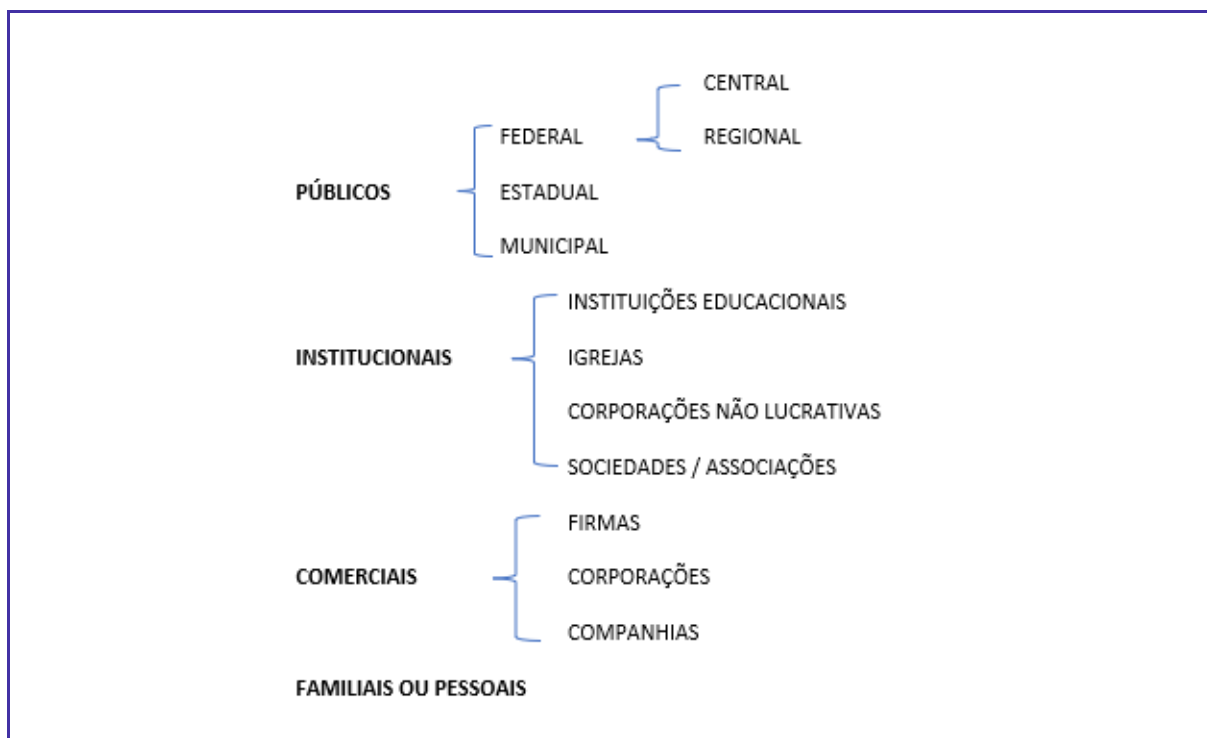 CENTRAL
FEDERAL REGIONAL
PÚBLICOS ESTADUAL
MUNICIPAL
INSTITUIÇÕES EDUCACIONAIS
INSTITUCIONAIS IGREJAS
CORPORAÇÕES NÃO LUCRATIVAS
SOCIEDADES / ASSOCIAÇÕES
FIRMAS
COMERCIAIS CORPORAÇÕES
COMPANHIAS
FAMILIAIS OU PESSOAIS